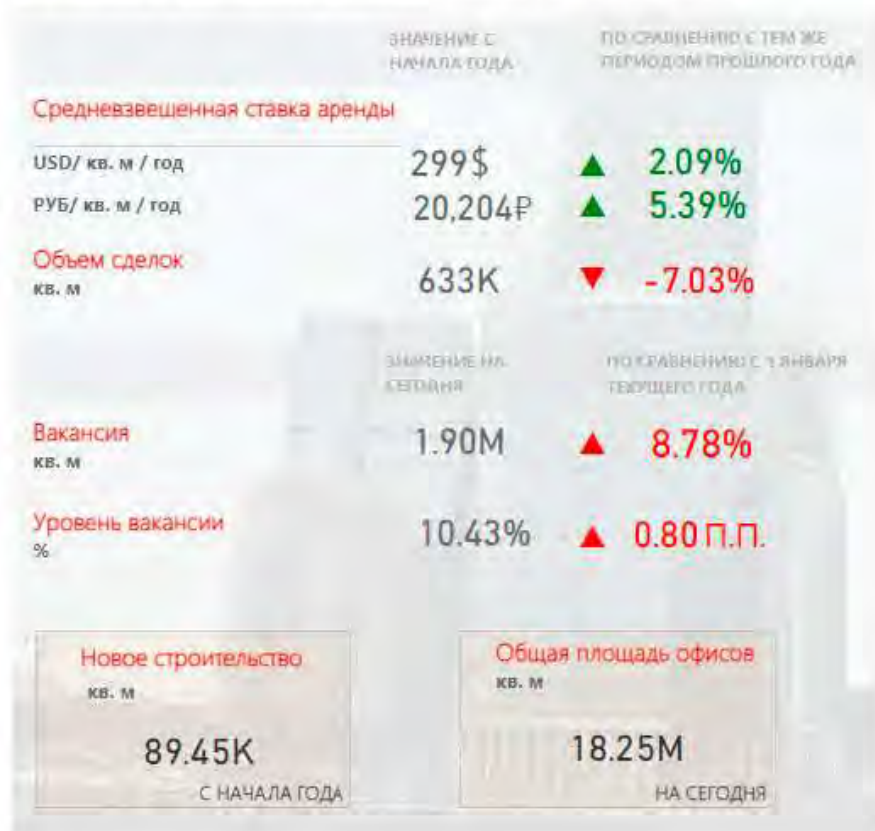 ЗНАЧЕНИЕ С
НАЧАЛА ГОДА
ПО СРАВНЕНИЮ С ТЕМ ЖЕ
ПЕРИОДОМ ПРОШЛОГО ГОДА
Средневзвешенная ставка аренды
USD/ кв. м / год 299$ ▲ 2.09%
РУБ/ кв. м / год 20,204₽ ▲ 5.39%
Объем сделок
кв. м 633K ▼ -7.03%
ЗНАЧЕНИЕ НА
СЕГОДНЯ
ПО СРАВНЕНИЮ С 1 ЯНВАРЯ
ТЕКУЩЕГО ГОДА
Вакансия
кв. м 1.90M ▲ 8.78%
Уровень вакансии
% 10.43% ▲ 0.80 П.П.
Новое строительство
кв. м
89.45K
С НАЧАЛА ГОДА
Общая площадь офисов
кв. м
18.25M
НА СЕГОДНЯ